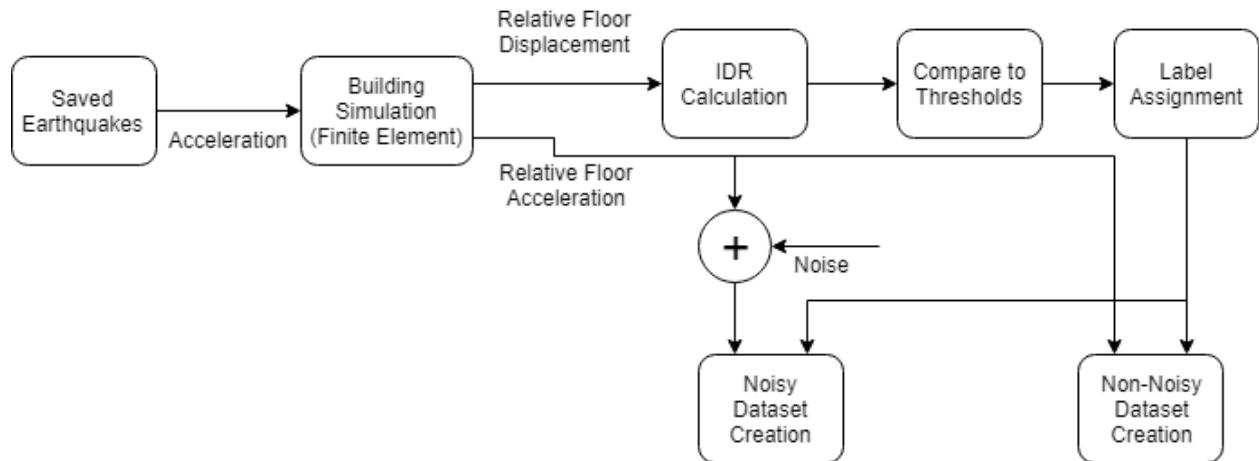 Relative Floor
Displacement
Saved
Earthquakes
Acceleration
Building
Simulation
(Finite Element)
IDR
Calculation
Compare to
Thresholds
Label
Assignment
Relative Floor
Acceleration
+
Noise
Noisy
Dataset
Creation
Non-Noisy
Dataset
Creation